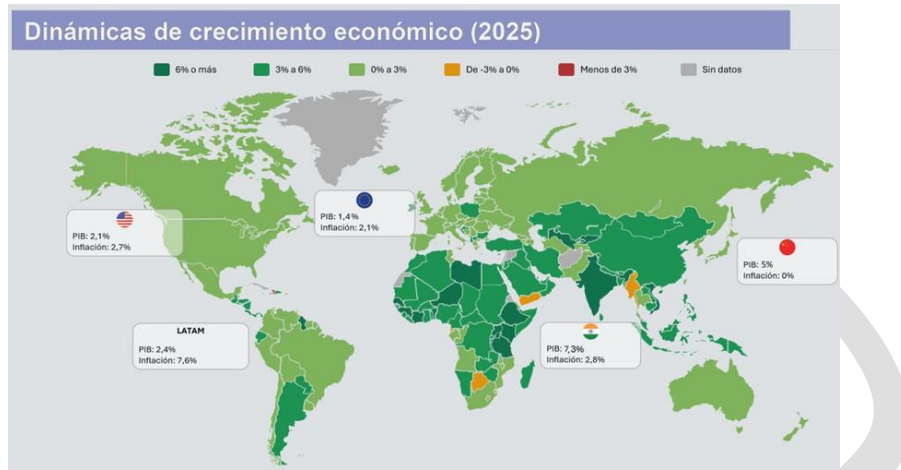 Dinámicas de crecimiento económico (2025)
6% o más
3% a 6%
0% a 3%
De -3% a 0%
Menos de 3%
Sin datos
PIB: 1,4%
Inflación: 2,1%
PIB: 2,1%
Inflación: 2,7%
PIB: 5%
Inflación: 0%
LATAM
PIB: 2,4%
Inflación: 7,6%
PIB: 7,3%
Inflación: 2,8%